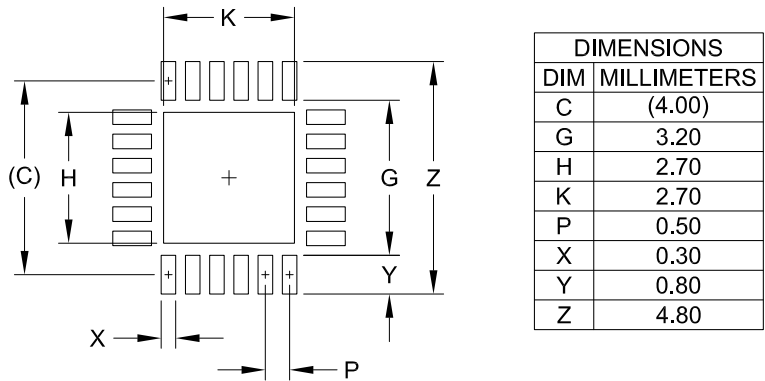 K
(C)
H
G
Z
Y
X
P
DIMENSIONS
DIM MILLIMETERS
C (4.00)
G 3.20
H 2.70
K 2.70
P 0.50
X 0.30
Y 0.80
Z 4.80